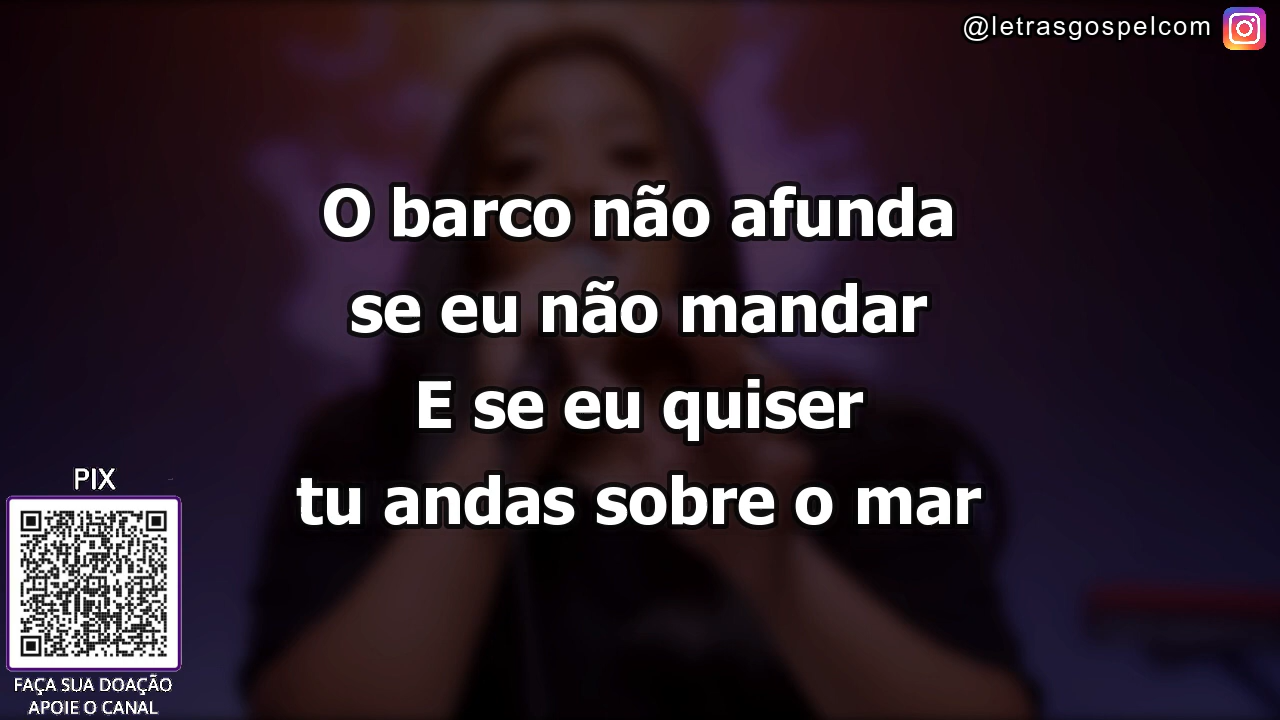 @letrasgospelcom
O barco não afunda
se eu não mandar
E se eu quiser
tu andas sobre o mar
PIX
FAÇA SUA DOAÇÃO
APOIE O CANAL